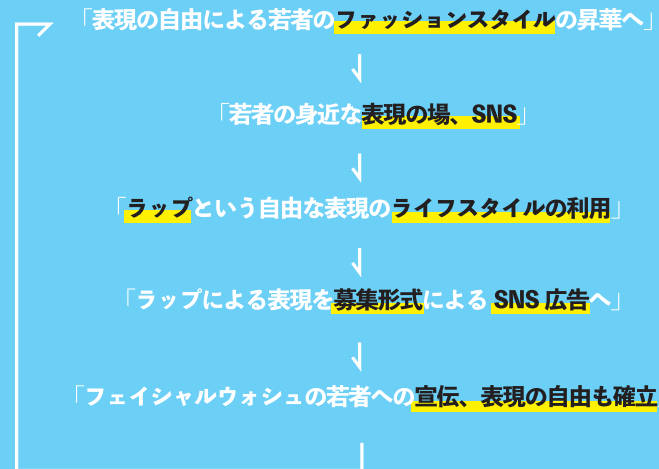 「表現の自由による若者のファッションスタイルの昇華へ」
「若者の身近な表現の場、SNS」
「ラップという自由な表現のライフスタイルの利用」
「ラップによる表現を募集形式による SNS 広告へ」
「フェイシャルウォシュの若者への宣伝、表現の自由も確立